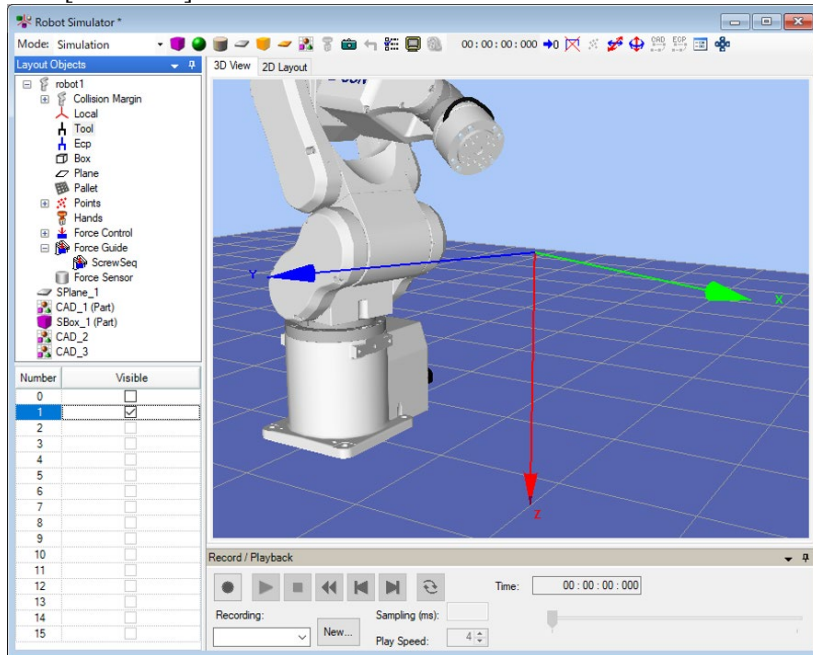 Robot Simulator *
Mode: Simulation
00 : 00 : 00 : 000
CAD
ECP
Layout Objects
3D View
2D Layout
robot1
Collision Margin
Local
Tool
Ecp
Box
Plane
Pallet
Points
Hands
Force Control
Force Guide
ScrewSeq
Force Sensor
SPlane_1
CAD_1 (Part)
SBox_1 (Part)
CAD_2
CAD_3
Y
X
Z
Number Visible
0
1
2
3
4
5
6
7
8
9
10
11
12
13
14
15
Record / Playback
Time: 00 : 00 : 00 : 000
Recording:
Sampling (ms):
New...
Play Speed: 4